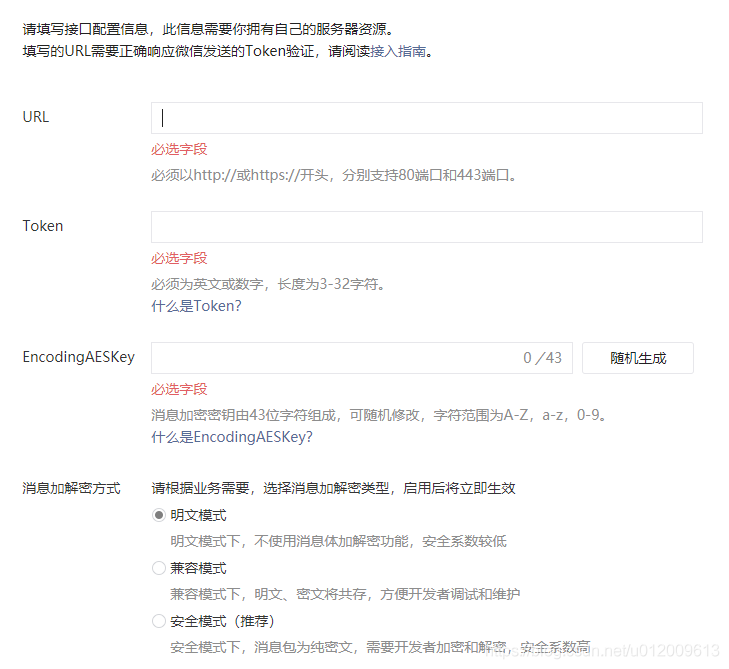 请填写接口配置信息，此信息需要你拥有自己的服务器资源。
填写的URL需要正确响应微信发送的Token验证，请阅读接入指南。
URL
必选字段
必须以http://或https://开头，分别支持80端口和443端口。
Token
必选字段
必须为英文或数字，长度为3-32字符。
什么是Token?
EncodingAESKey 0 /43 随机生成
必选字段
消息加密密钥由43位字符组成，可随机修改，字符范围为A-Z，a-z，0-9。
什么是EncodingAESKey?
消息加解密方式 请根据业务需要，选择消息加解密类型，启用后将立即生效
明文模式
明文模式下，不使用消息体加解密功能，安全系数较低
兼容模式
兼容模式下，明文、密文将共存，方便开发者调试和维护
安全模式（推荐）
安全模式下，消息包为纯密文，需要开发者加密和解密，安全系数高
https://blog.csdn.net/u012009613